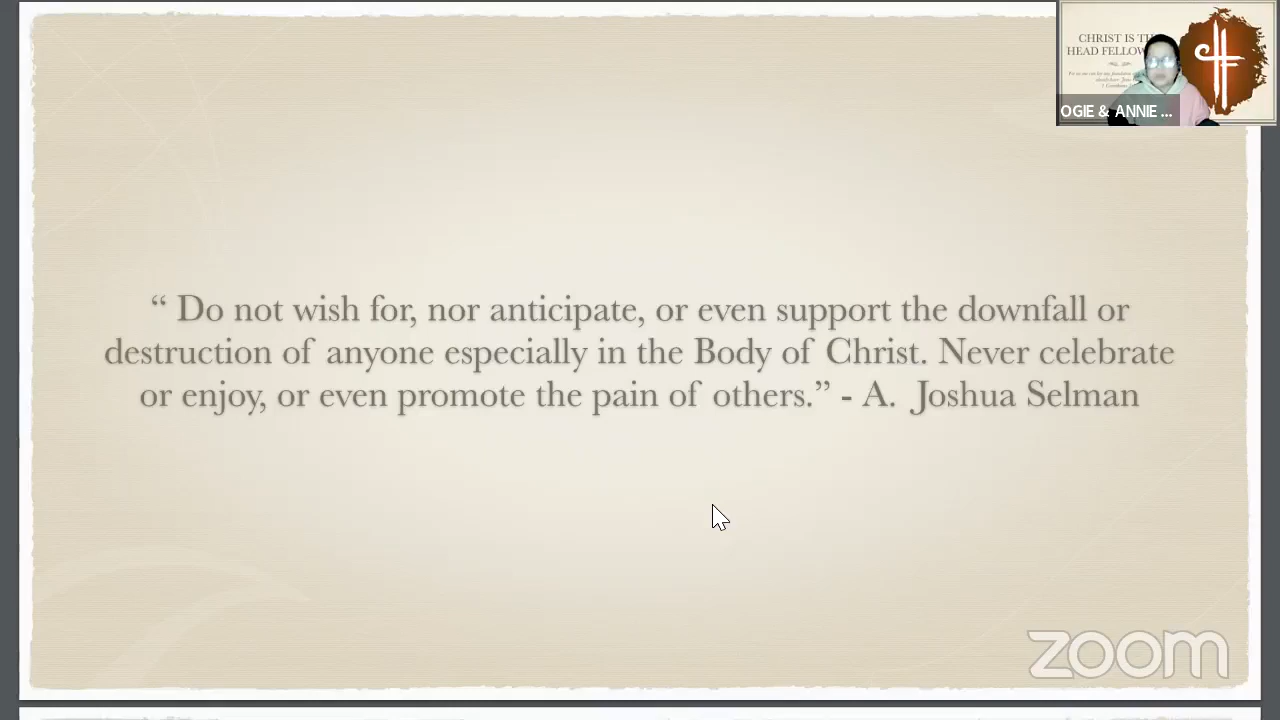 CHRIST IS TH
HEAD FELLOW
OGIE & ANNIE ...
“ Do not wish for, nor anticipate, or even support the downfall or
destruction of anyone especially in the Body of Christ. Never celebrate
or enjoy, or even promote the pain of others.” - A. Joshua Selman
zoom